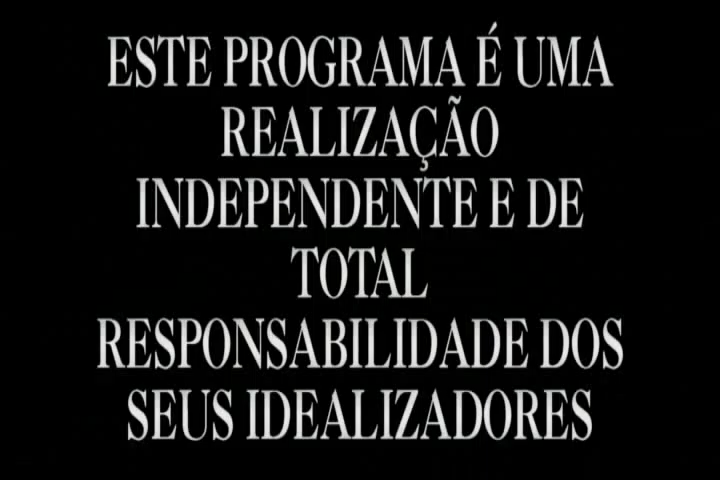 ESTE PROGRAMA É UMA
REALIZAÇÃO
INDEPENDENTE E DE
TOTAL
RESPONSABILIDADE DOS
SEUS IDEALIZADORES